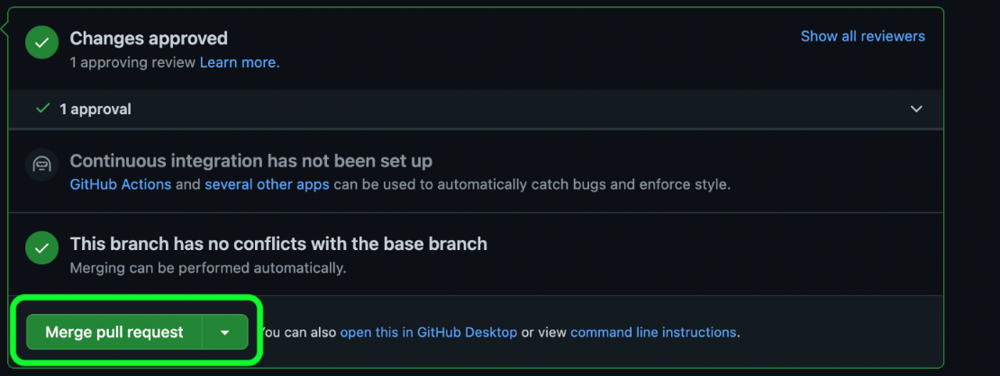 Changes approved
Show all reviewers
1 approving review Learn more.
1 approval
Continuous integration has not been set up
GitHub Actions and several other apps can be used to automatically catch bugs and enforce style.
This branch has no conflicts with the base branch
Merging can be performed automatically.
Merge pull request
ou can also open this in GitHub Desktop or view command line instructions.